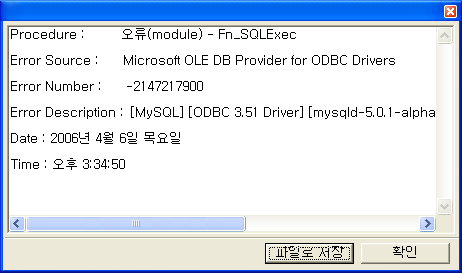 Procedure : 오류(module) - Fn_SQLExec
Error Source : Microsoft OLE DB Provider for ODBC Drivers
Error Number : -2147217900
Error Description : [MySQL] [ODBC 3.51 Driver] [mysqld-5.0.1-alpha
Date : 2006년 4월 6일 목요일
Time : 오후 3:34:50
파일로 저장 확인